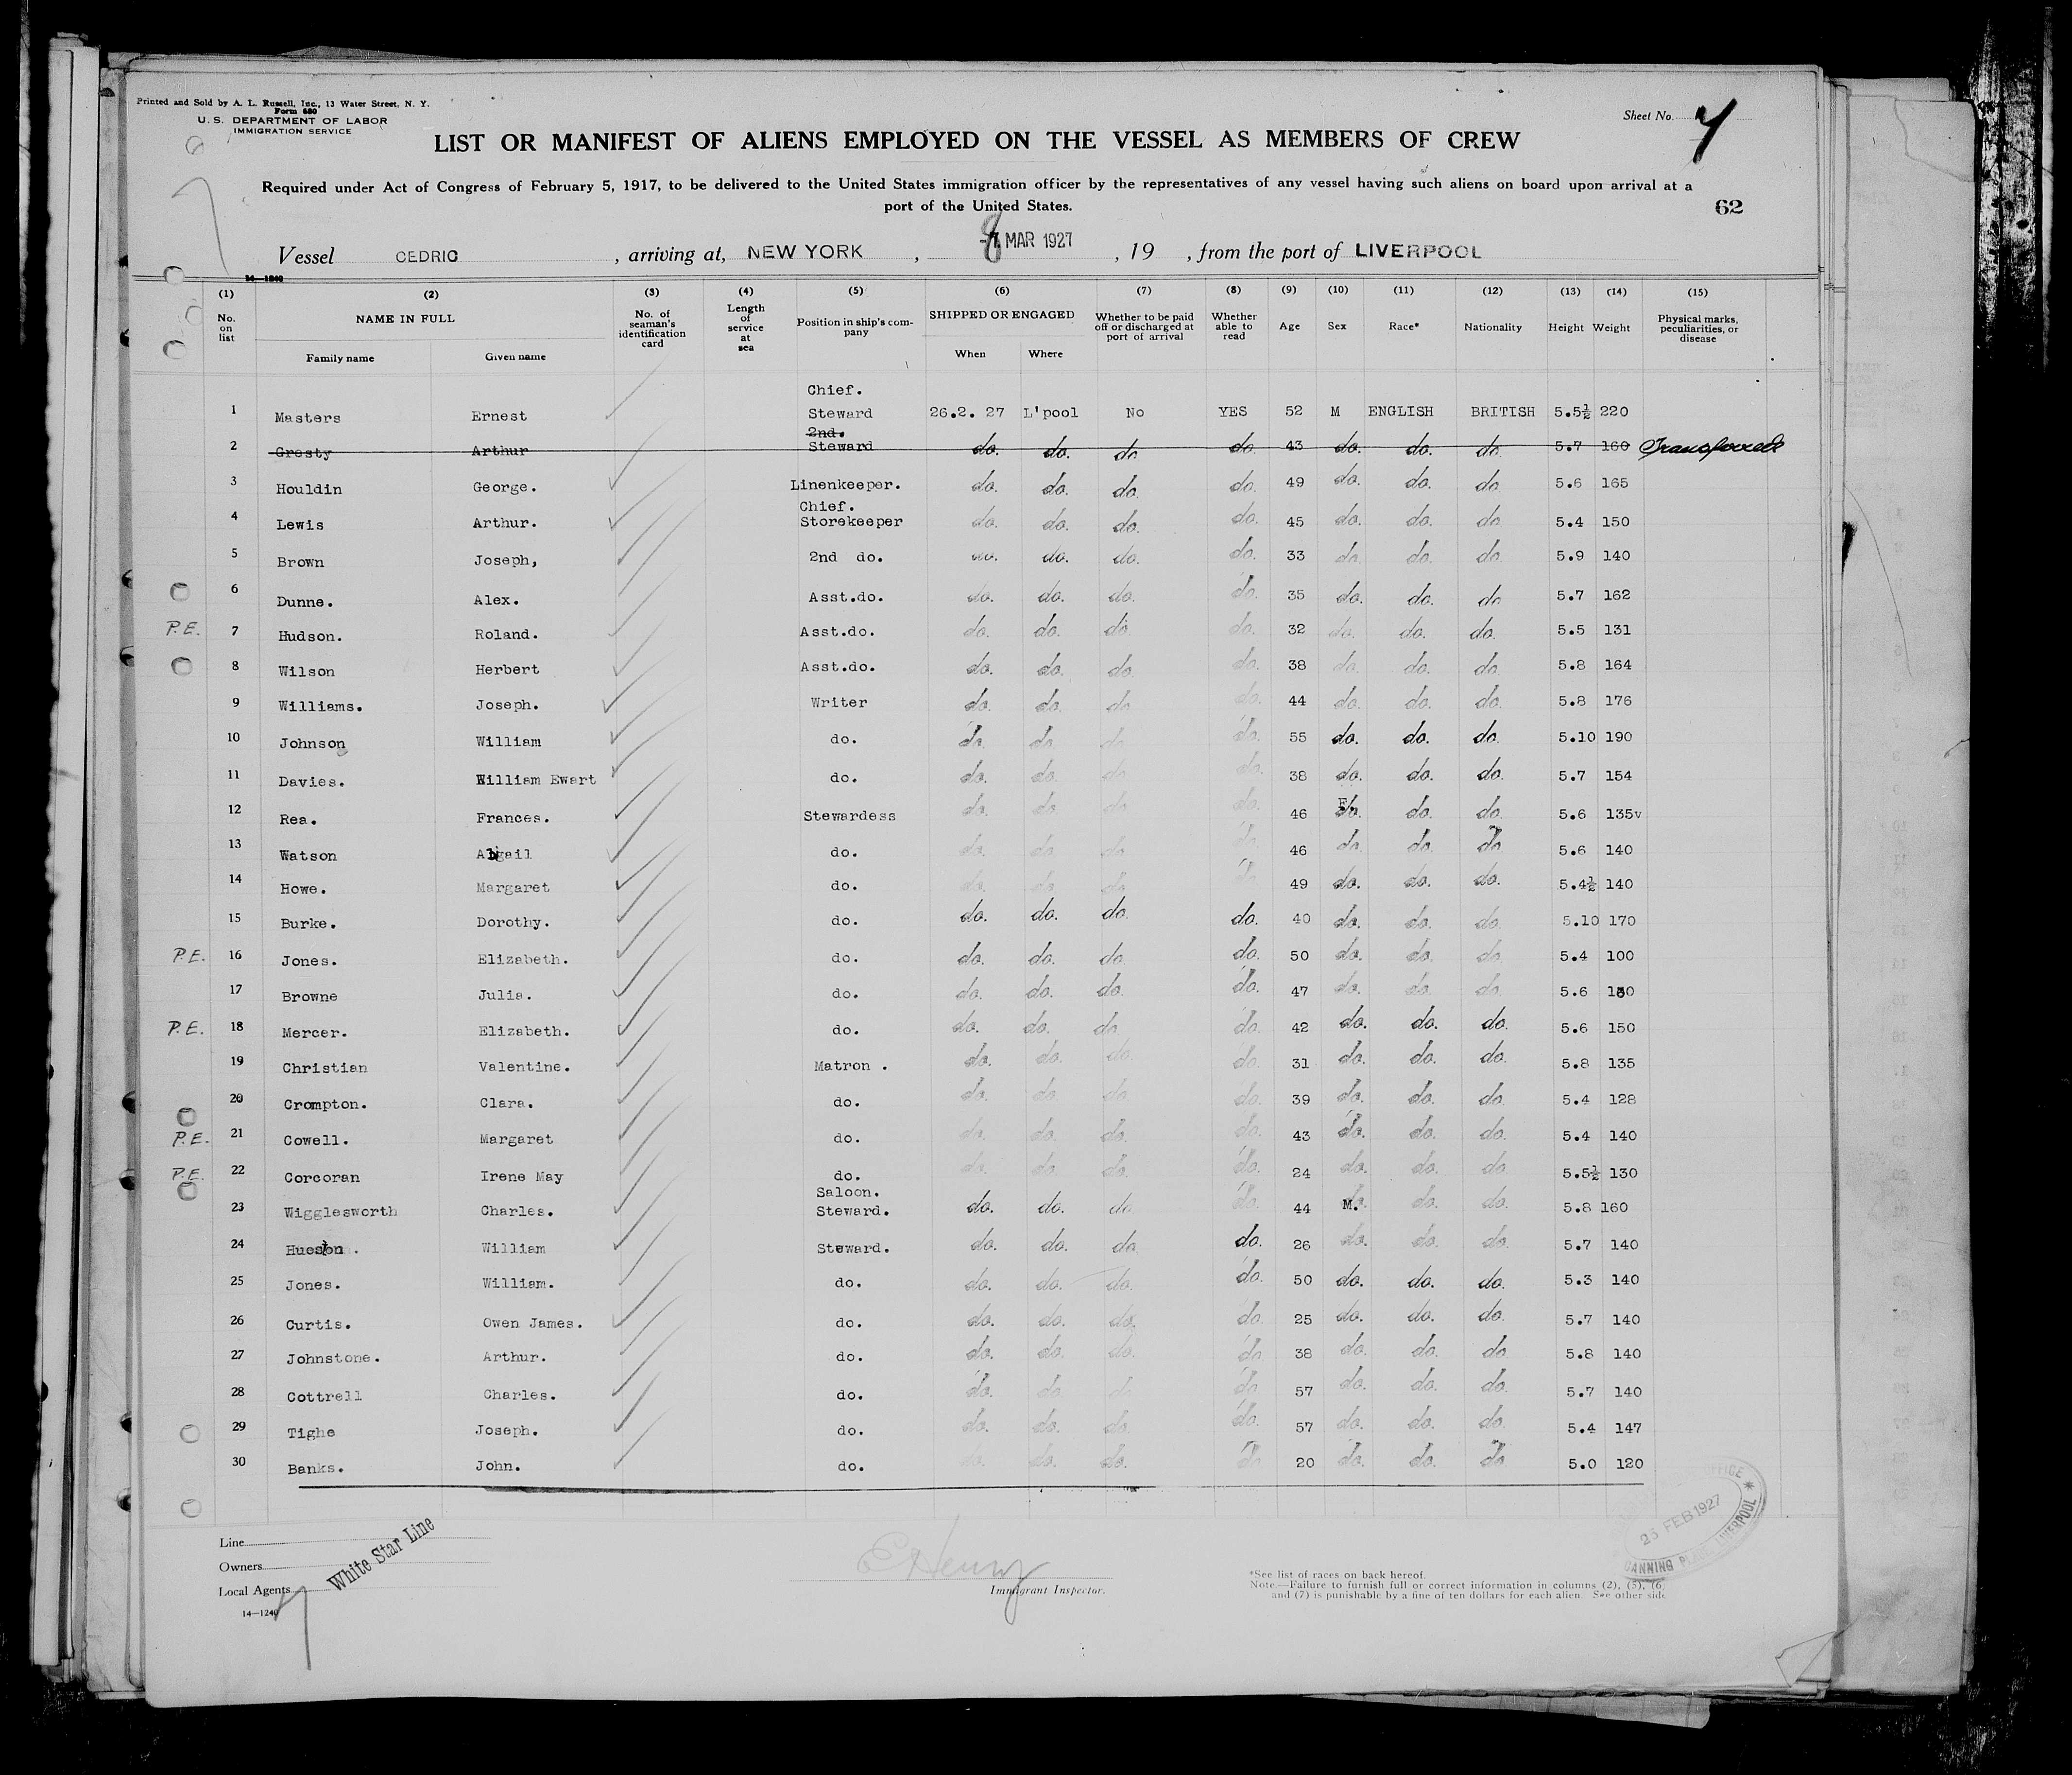 Printed and Sold by A. L. Russell, Inc., 13 Water Street, N. Y.
Form 680
U. S. DEPARTMENT OF LABOR
IMMIGRATION SERVICE
Sheet No.
LIST OR MANIFEST OF ALIENS EMPLOYED ON THE VESSEL AS MEMBERS OF CREW
Required under Act of Congress of February 5, 1917, to be delivered to the United States immigration officer by the representatives of any vessel having such aliens on board upon arrival at a
port of the United States.
62
Vessel CEDRIC , arriving at, NEW YORK , 8 MAR 1927 , 19 , from the port of LIVERPOOL
14—1240
(1) (2) (3) (4) (5) (6) (7) (8) (9) (10) (11) (12) (13) (14) (15)
No. on list NAME IN FULL Family name Given name No. of seaman's identification card Length of service at sea Position in ship's company SHIPPED OR ENGAGED When Where Whether to be paid off or discharged at port of arrival Whether able to read Age Sex Race* Nationality Height Weight Physical marks, peculiarities, or disease
1 Masters Ernest Chief. Steward 26.2. 27 L'pool No YES 52 M ENGLISH BRITISH 5.5½ 220
2 Gresty Arthur 2nd. Steward do. do. do do. 43 do. do. do 5.7 160 Transferred
3 Houldin George. Linenkeeper. do. do. do. do. 49 do. do. do. 5.6 165
4 Lewis Arthur. Chief. Storekeeper do. do. do. do. 45 do. do. do 5.4 150
5 Brown Joseph, 2nd do. do. do. do. do. 33 do. do. do. 5.9 140
6 Dunne. Alex. Asst.do. do. do. do. do. 35 do. do. do 5.7 162
P.E. 7 Hudson. Roland. Asst.do. do. do. do. do. 32 do. do. do. 5.5 131
8 Wilson Herbert Asst.do. do. do. do. do. 38 do. do. do. 5.8 164
9 Williams. Joseph. Writer do. do. do do. 44 do. do. do. 5.8 176
10 Johnson William do. do. do. do do. 55 do. do. do. 5.10 190
11 Davies. William Ewart do. do. do. do do. 38 do. do. do. 5.7 154
12 Rea. Frances. Stewardess do. do. do do. 46 F. do. do. 5.6 135v
13 Watson Abigail do. do. do. do do. 46 do. do. do 5.6 140
14 Howe. Margaret do. do. do. do do. 49 do. do. do. 5.4½ 140
15 Burke. Dorothy. do. do. do. do. do. 40 do. do. do. 5.10 170
P.E. 16 Jones. Elizabeth. do. do. do. do. do. 50 do. do. do 5.4 100
17 Browne Julia. do. do. do. do. do. 47 do. do. do
5.6
P.E. 18 Mercer. Elizabeth. do. do. do. do. do. 42 do. do. do. 5.6 150
19 Christian Valentine. Matron . do. do. do. do. 31 do. do. do. 5.8 135
20 Crompton. Clara. do. do. do. do. do. 39 do. do. do. 5.4 128
P.E. 21 Cowell. Margaret do. do. do. do. do. 43 do. do. do. 5.4 140
P.E. 22 Corcoran Irene May do. do. do. do. do. 24 do. do. do 5.5½ 130
23 Wigglesworth Charles. Saloon. Steward. do. do. do do. 44 M. do. do. 5.8 160
24 William Steward. do. do. do. do. 26 do. do. do. 5.7 140
25 Jones. William. do. do. do. do. do. 50 do. do. do. 5.3 140
26 Curtis. Owen James. do. do. do. do. do. 25 do. do. do. 5.7 140
27 Johnstone. Arthur. do. do. do. do. do 38 do. do. do 5.8 140
28 Cottrell Charles. do. do. do. do do. 57 do. do. do. 5.7 140
29 Tighe Joseph. do. do. do. do. do. 57 do. do. do 5.4 147
30 Banks. John. do. do. do. do. do 20 do. do. do 5.0 120
Line
Owners
Local Agents
White Star Line
14—1240
E Henry
Immigrant Inspector.
*See list of races on back hereof.
Note.—Failure to furnish full or correct information in columns (2), (5), (6)
and (7) is punishable by a fine of ten dollars for each alien. See other side
OFFICE
FEB 1927
CANNING PLACE LIVERPOOL